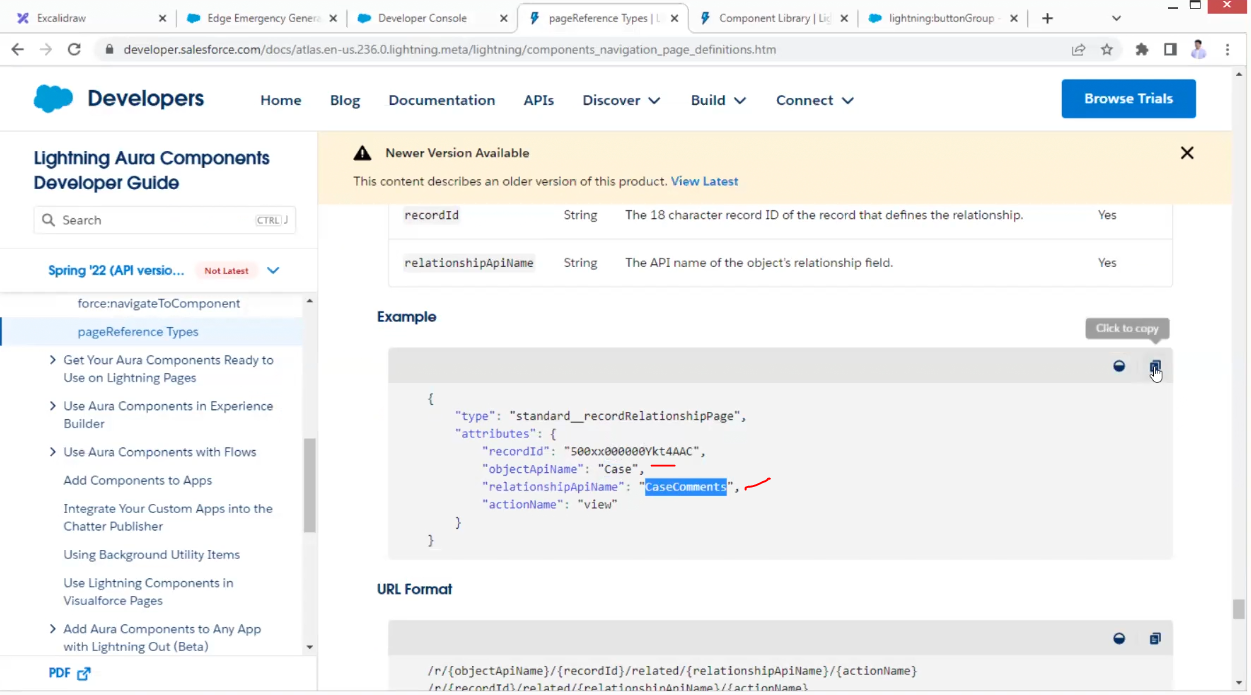 Excalidraw
Edge Emergency Genera
Developer Console
pageReference Types | L
Component Library | Lig
lightning:buttonGroup -
developer.salesforce.com/docs/atlas.en-us.236.0.lightning.meta/lightning/components_navigation_page_definitions.htm
Developers
Home
Blog
Documentation
APIs
Discover
Build
Connect
Browse Trials
Lightning Aura Components
Developer Guide
Search
CTRL J
Spring '22 (API versio...
Not Latest
force:navigateToComponent
pageReference Types
Get Your Aura Components Ready to
Use on Lightning Pages
Use Aura Components in Experience
Builder
Use Aura Components with Flows
Add Components to Apps
Integrate Your Custom Apps into the
Chatter Publisher
Using Background Utility Items
Use Lightning Components in
Visualforce Pages
Add Aura Components to Any App
with Lightning Out (Beta)
PDF
Newer Version Available
This content describes an older version of this product. View Latest
recordId String The 18 character record ID of the record that defines the relationship. Yes
relationshipApiName String The API name of the object's relationship field. Yes
Example
Click to copy
{
"type": "standard__recordRelationshipPage",
"attributes": {
"recordId": "500xx000000Ykt4AAC",
"objectApiName": "Case",
"relationshipApiName": "CaseComments",
"actionName": "view"
}
}
URL Format
/r/{objectApiName}/{recordId}/related/{relationshipApiName}/{actionName}
/r/{recordId}/related/{relationshipApiName}/{actionName}